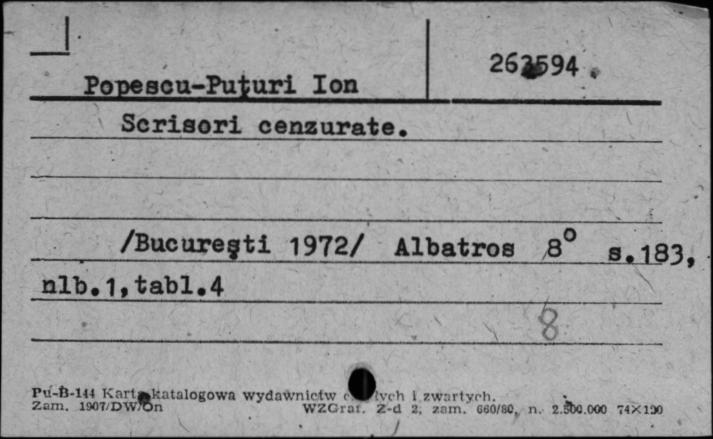 263594.
Popescu-Puţuri Ion
Scrisori cenzurate.
/Bucureşti 1972/ Albatros 8° s.183,
nlb.1,tabl.4
8
Pu-B-144 Karta katalogowa wydawnictw i zwartych.
Zam. 1907/DW/On WZGraf. Z-d 2, zam. 660/80, n. 2.500.000 74×120